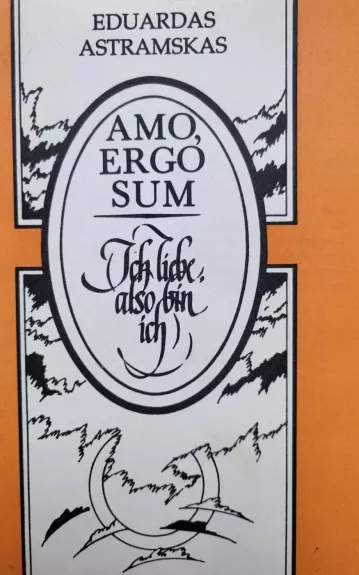 EDUARDAS
ASTRAMSKAS
AMO,
ERGO
SUM
Ich liebe,
also bin
ich